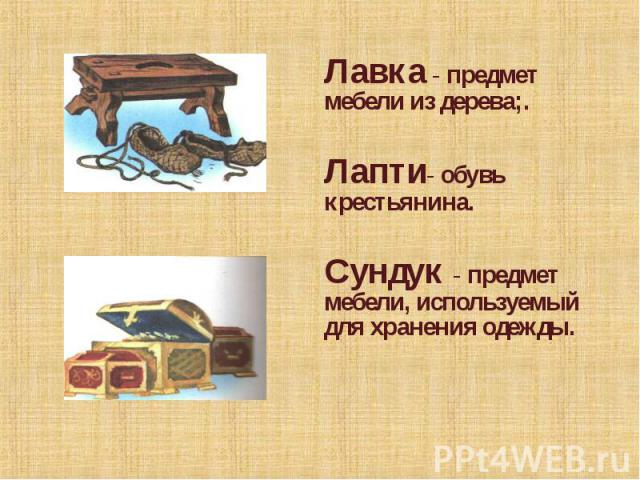 Лавка - предмет
мебели из дерева;.
Лапти- обувь
крестьянина.
Сундук - предмет
мебели, используемый
для хранения одежды.
PPt4WEB.ru